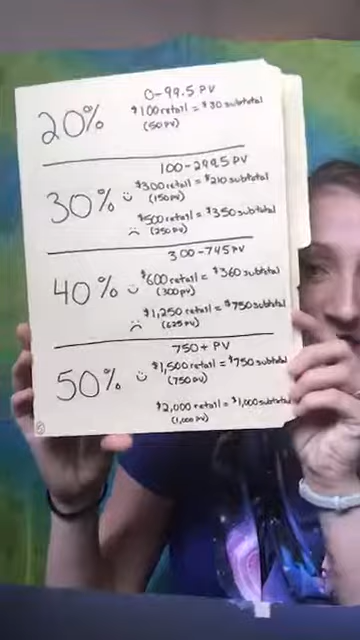 20%
0-99.5 PV
$100 retail = $80 subtotal
(50 PV)
30%
100-299.5 PV
$300 retail = $210 subtotal
(150 PV)
$500 retail = $350 subtotal
(250 PV)
40%
300-745 PV
$600 retail = $360 subtotal
(300 PV)
$1,250 retail = $750 subtotal
(625 PV)
50%
750+ PV
$1,500 retail = $750 subtotal
(750 PV)
$2,000 retail = $1,000 subtotal
(1,000 PV)